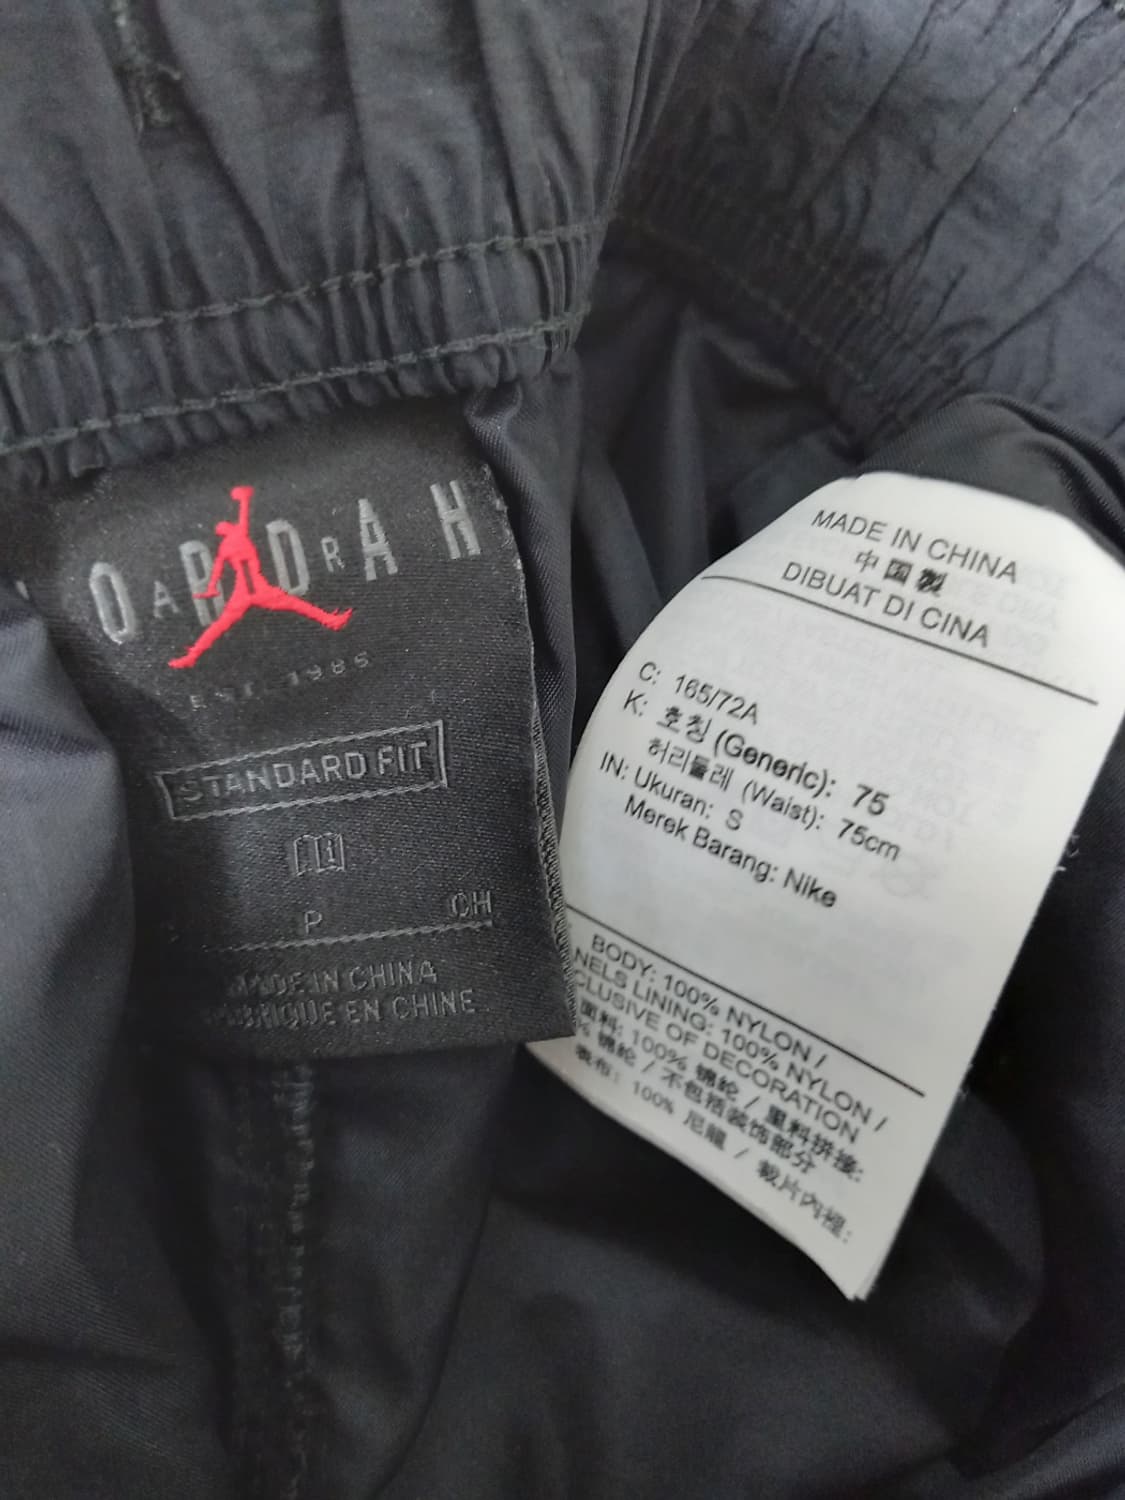 JORDAN
AIR
EST. 1985
STANDARD FIT
P
CH
MADE IN CHINA
FABRIQUÉ EN CHINE
MADE IN CHINA
中国製
DIBUAT DI CINA
C: 165/72A
K: 호칭 (Generic): 75
허리둘레 (Waist): 75cm
IN: Ukuran: S
Merek Barang: Nike
BODY: 100% NYLON /
NELS LINING: 100% NYLON /
CLUSIVE OF DECORATION
面料: 100% 锦纶 / 里料拼接:
% 锦纶 / 不包括装饰部分
表布: 100% 尼龍 / 裁片內裡: